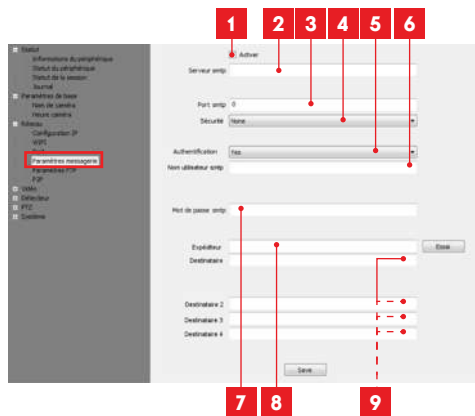 1 2 3 4 5 6
Statut
Informations du périphérique
Statut du périphérique
Statut de la session
Journal
Paramètres de base
Nom de caméra
Heure caméra
Réseau
Configuration IP
WIFI
Paramètres messagerie
Paramètres FTP
P2P
Vidéo
Détecteur
PTZ
Système
Activer
Serveur smtp
Port smtp 0
Sécurité None
Authentification Yes
Nom utilisateur smtp
Mot de passe smtp
Expéditeur Essai
Destinataire
Destinataire 2
Destinataire 3
Destinataire 4
Save
7 8 9